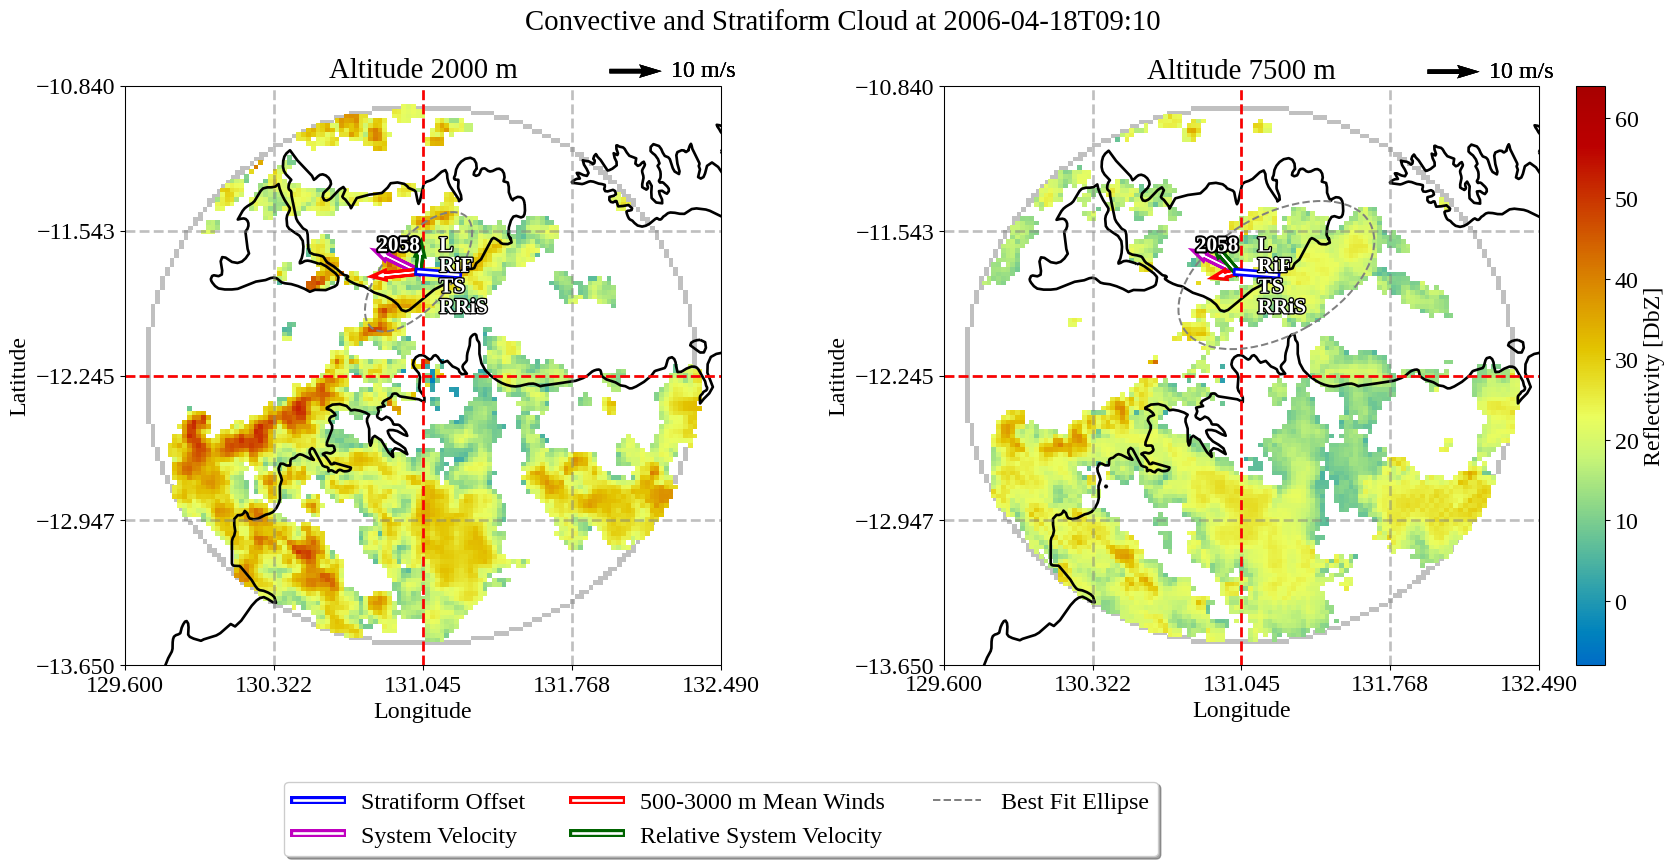 Convective and Stratiform Cloud at 2006-04-18T09:10
Altitude 2000 m
10 m/s
Altitude 7500 m
10 m/s
−10.840
−11.543
−12.245
−12.947
−13.650
Latitude
129.600
130.322
131.045
131.768
132.490
Longitude
2058
L
RiF
TS
RRiS
−10.840
−11.543
−12.245
−12.947
−13.650
Latitude
129.600
130.322
131.045
131.768
132.490
Longitude
2058
L
RiF
TS
RRiS
60
50
40
30
20
10
0
Reflectivity [DbZ]
Stratiform Offset
System Velocity
500-3000 m Mean Winds
Relative System Velocity
Best Fit Ellipse